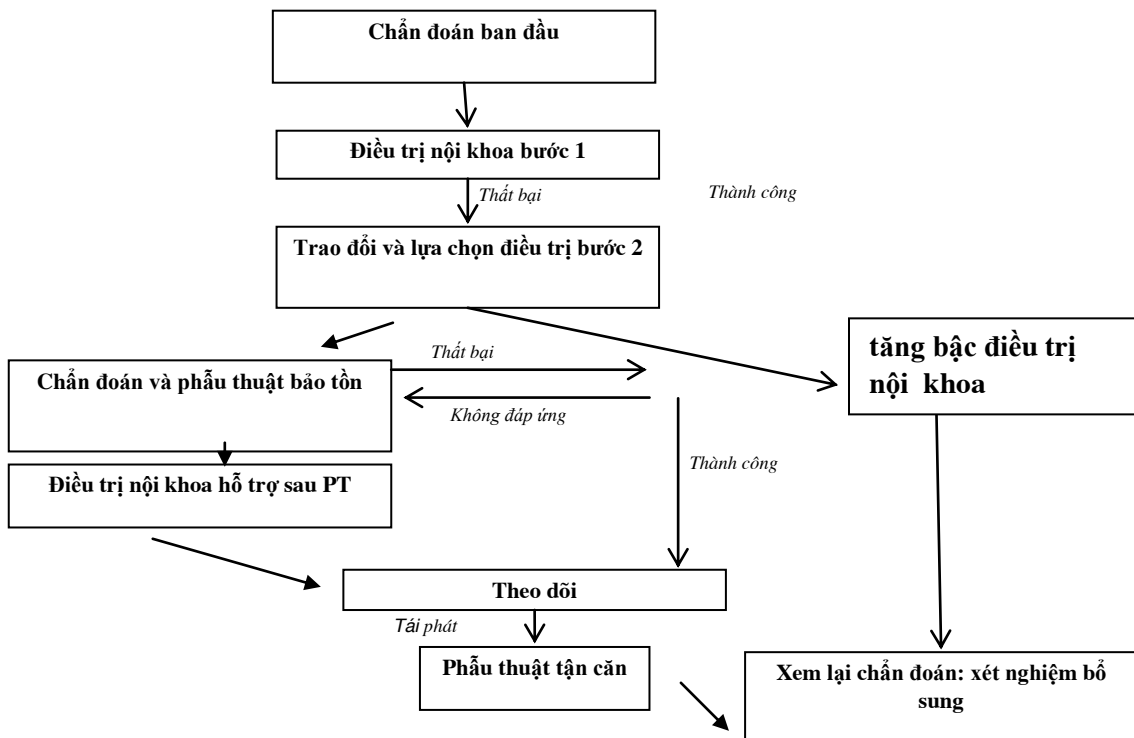 Chẩn đoán ban đầu
Điều trị nội khoa bước 1
Thất bại
Thành công
Trao đổi và lựa chọn điều trị bước 2
tăng bậc điều trị
nội khoa
Thất bại
Chẩn đoán và phẫu thuật bảo tồn
Không đáp ứng
Thành công
Điều trị nội khoa hỗ trợ sau PT
Theo dõi
Tái phát
Phẫu thuật tận căn
Xem lại chẩn đoán: xét nghiệm bổ
sung